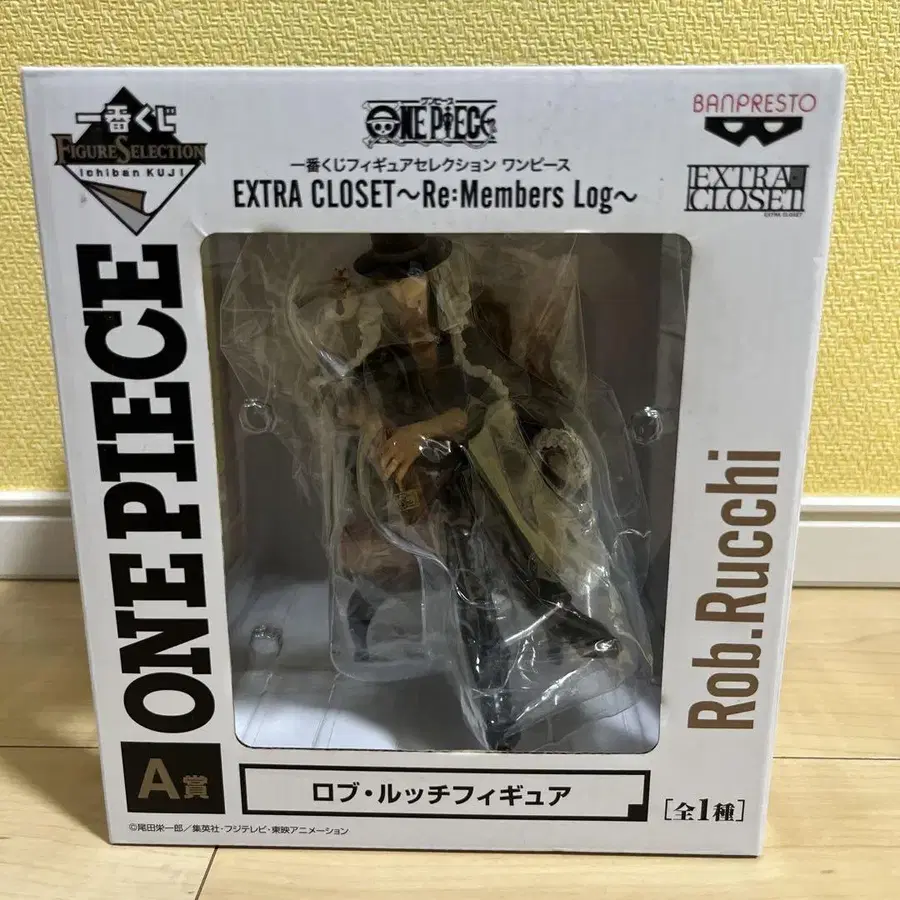 一番くじ
FIGURE SELECTION
Ichiban KUJI
ワンピース
ONE PIECE
一番くじフィギュアセレクション ワンピース
EXTRA CLOSET〜Re:Members Log〜
BANPRESTO
EXTRA
CLOSET
EXTRA CLOSET
ONE PIECE
Rob.Rucchi
A賞
ロブ・ルッチフィギュア
[全1種]
©尾田栄一郎/集英社・フジテレビ・東映アニメーション